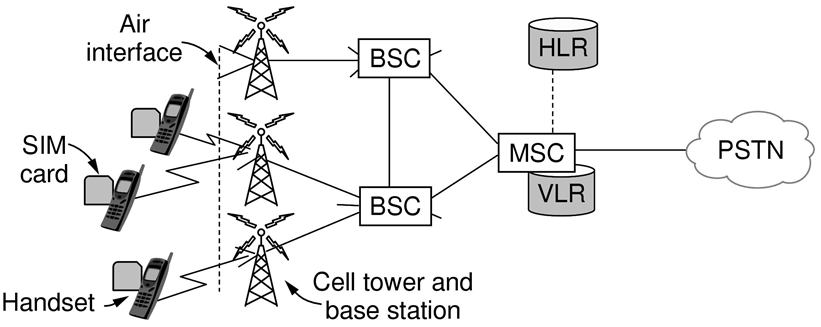 Air
interface
SIM
card
Handset
Cell tower and
base station
BSC
BSC
HLR
MSC
VLR
PSTN